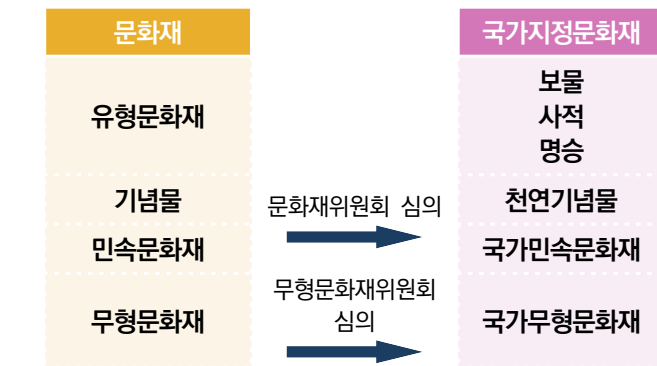 문화재
국가지정문화재
유형문화재
보물
사적
명승
기념물
문화재위원회 심의
천연기념물
민속문화재
국가민속문화재
무형문화재
무형문화재위원회
심의
국가무형문화재